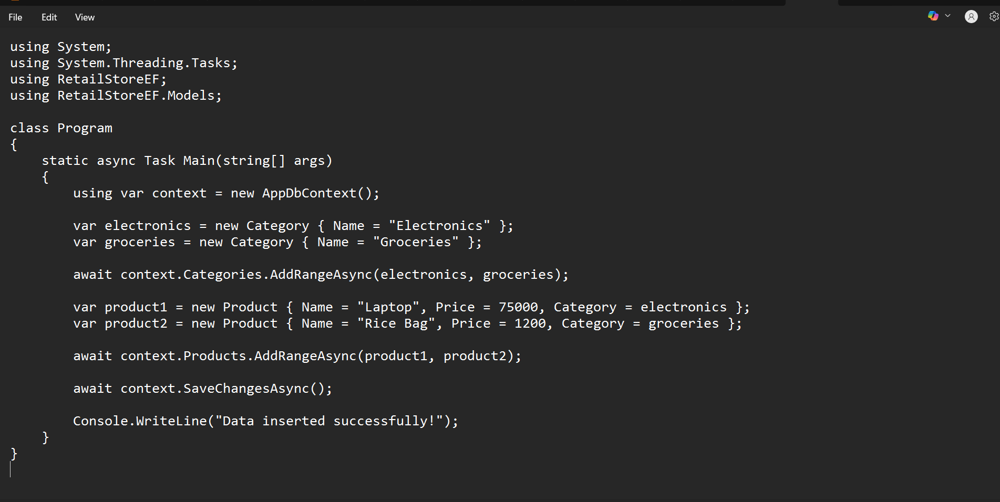 File Edit View
using System;
using System.Threading.Tasks;
using RetailStoreEF;
using RetailStoreEF.Models;
class Program
{
    static async Task Main(string[] args)
    {
        using var context = new AppDbContext();
        var electronics = new Category { Name = "Electronics" };
        var groceries = new Category { Name = "Groceries" };
        await context.Categories.AddRangeAsync(electronics, groceries);
        var product1 = new Product { Name = "Laptop", Price = 75000, Category = electronics };
        var product2 = new Product { Name = "Rice Bag", Price = 1200, Category = groceries };
        await context.Products.AddRangeAsync(product1, product2);
        await context.SaveChangesAsync();
        Console.WriteLine("Data inserted successfully!");
    }
}